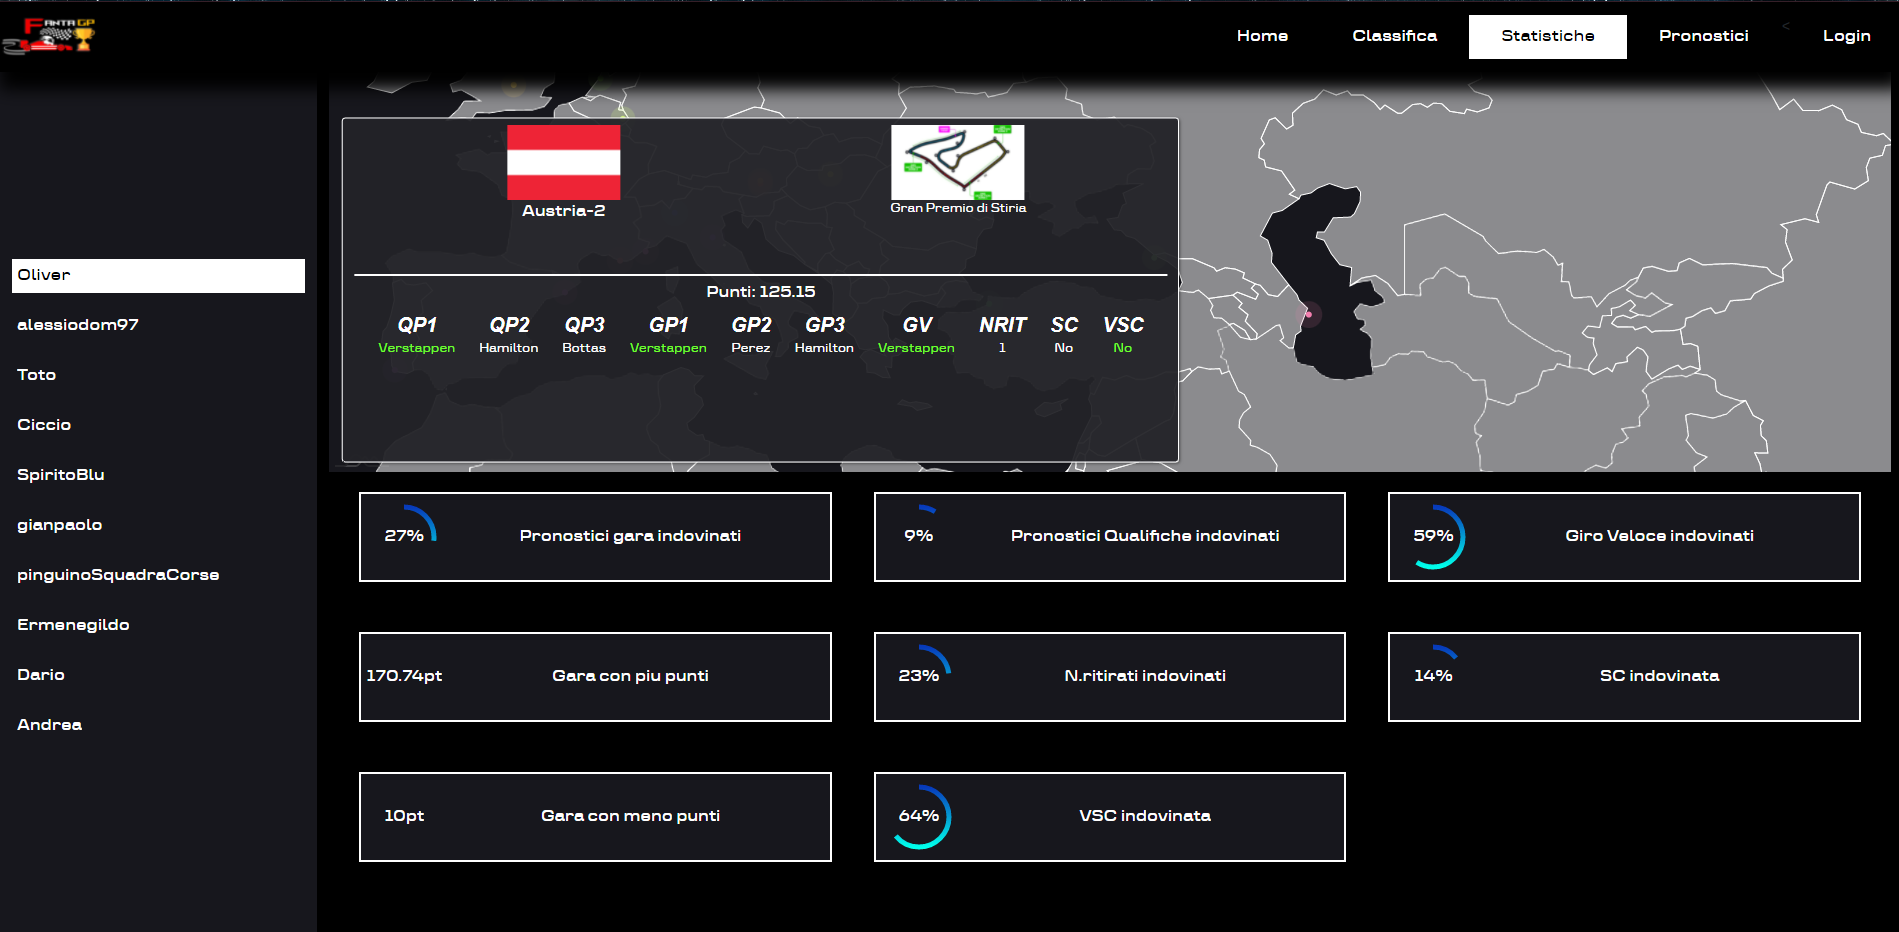 FANTA GP
Home Classifica Statistiche Pronostici < Login
Oliver
alessiodom97
Toto
Ciccio
SpiritoBlu
gianpaolo
pinguinoSquadraCorse
Ermenegildo
Dario
Andrea
Austria-2
Gran Premio di Stiria
Punti: 125.15
QP1 QP2 QP3 GP1 GP2 GP3 GV NRIT SC VSC
Verstappen Hamilton Bottas Verstappen Perez Hamilton Verstappen 1 No No
27% Pronostici gara indovinati
9% Pronostici Qualifiche indovinati
59% Giro Veloce indovinati
170.74pt Gara con piu punti
23% N.ritirati indovinati
14% SC indovinata
10pt Gara con meno punti
64% VSC indovinata